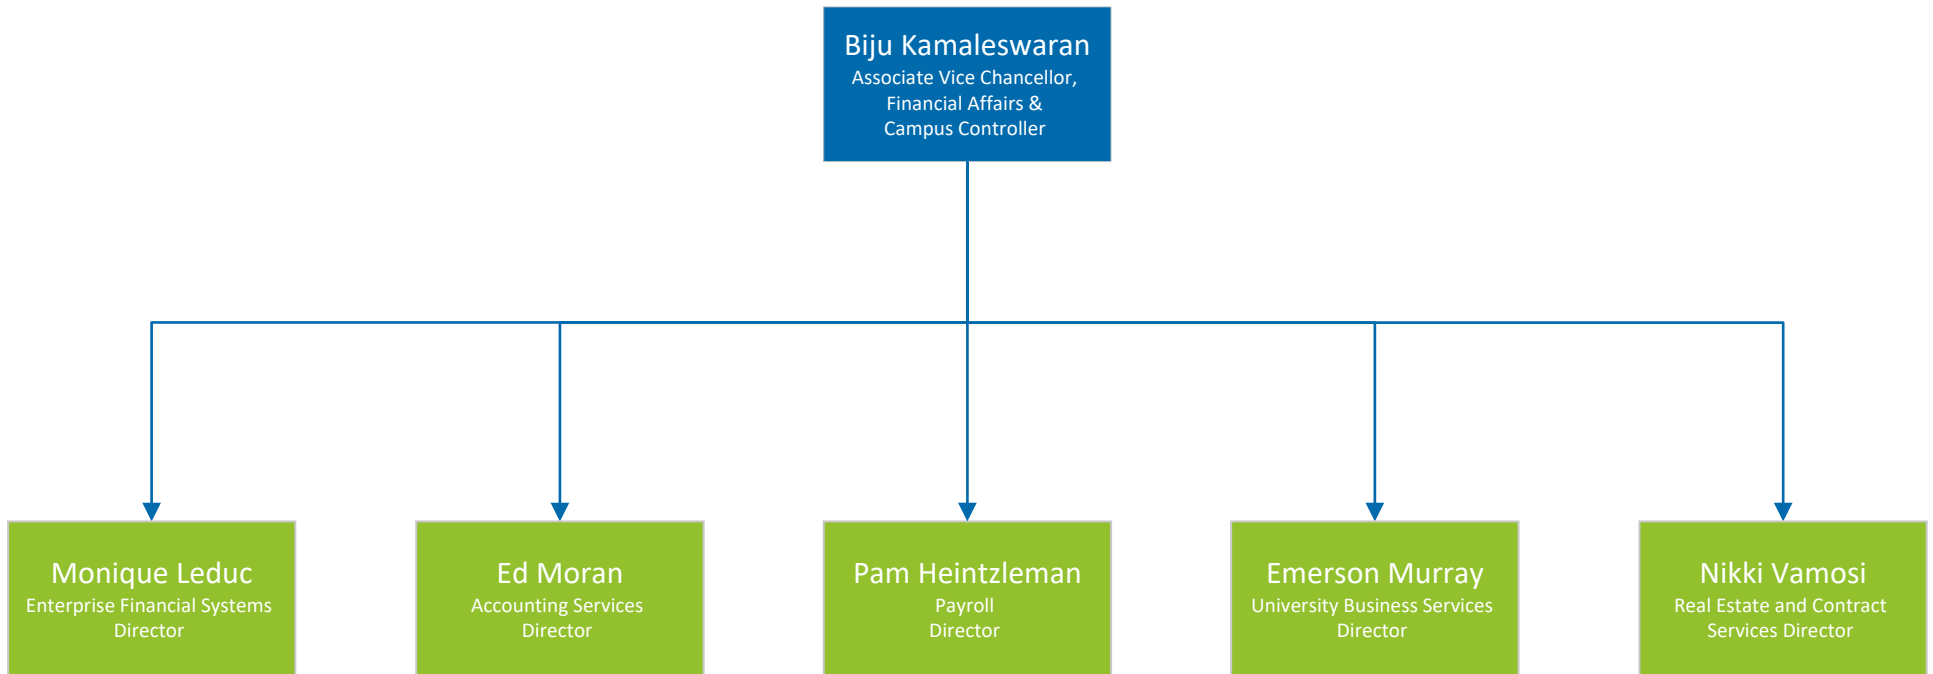 Biju Kamaleswaran
Associate Vice Chancellor,
Financial Affairs &
Campus Controller
Monique Leduc
Enterprise Financial Systems
Director
Ed Moran
Accounting Services
Director
Pam Heintzleman
Payroll
Director
Emerson Murray
University Business Services
Director
Nikki Vamosi
Real Estate and Contract
Services Director